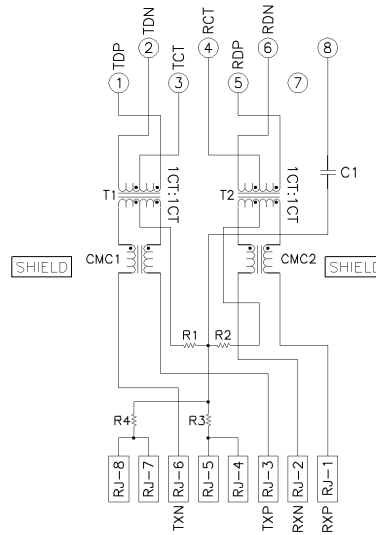 TDP
TDN
TCT
RCT
RDP
RDN
1
2
3
4
5
6
7
8
C1
T1
1CT:1CT
T2
1CT:1CT
SHIELD
CMC1
CMC2
SHIELD
R1
R2
R4
R3
RJ-8
RJ-7
RJ-6
RJ-5
RJ-4
RJ-3
RJ-2
RJ-1
TXN
TXP
RXN
RXP